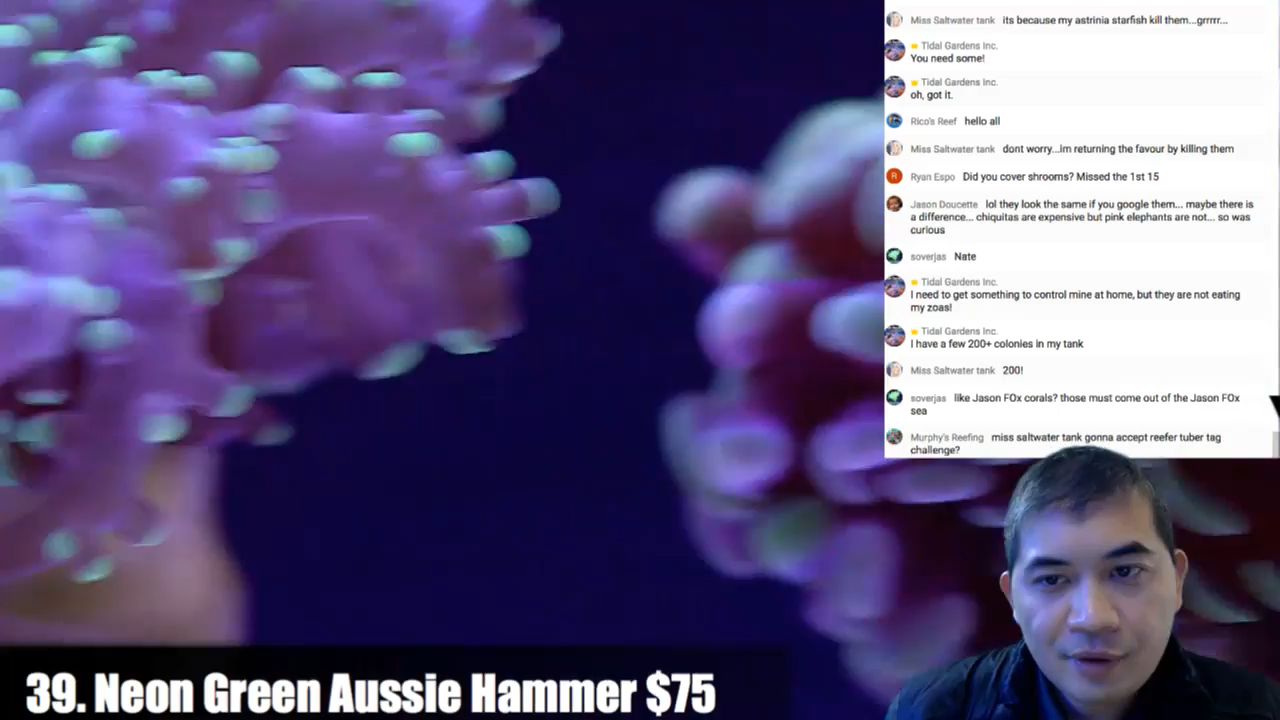 Miss Saltwater tank its because my astrinia starfish kill them...grrrr...
Tidal Gardens Inc.
You need some!
Tidal Gardens Inc.
oh, got it.
Rico's Reef hello all
Miss Saltwater tank dont worry...im returning the favour by killing them
R Ryan Espo Did you cover shrooms? Missed the 1st 15
Jason Doucette lol they look the same if you google them... maybe there is
a difference... chiquitas are expensive but pink elephants are not... so was
curious
soverjas Nate
Tidal Gardens Inc.
I need to get something to control mine at home, but they are not eating
my zoas!
Tidal Gardens Inc.
I have a few 200+ colonies in my tank
Miss Saltwater tank 200!
soverjas like Jason FOx corals? those must come out of the Jason FOx
sea
Murphy's Reefing miss saltwater tank gonna accept reefer tuber tag
challenge?
39. Neon Green Aussie Hammer $75